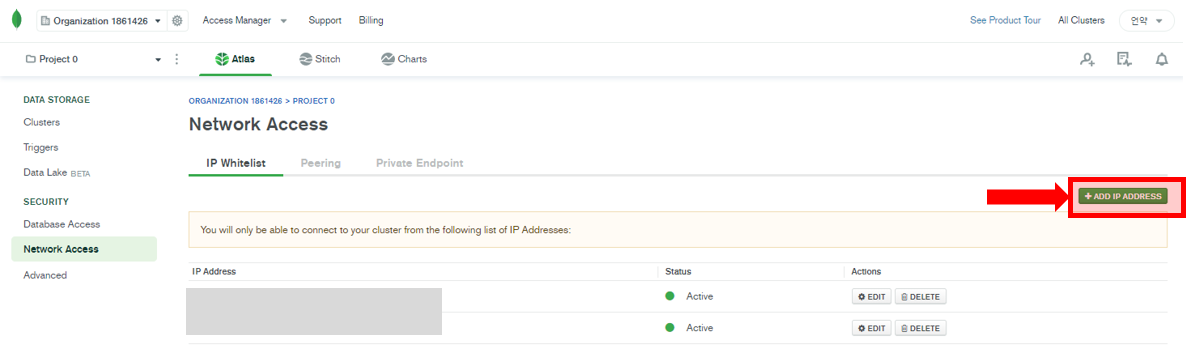 Organization 1861426 Access Manager Support Billing See Product Tour All Clusters 언약
Project 0 Atlas Stitch Charts
DATA STORAGE
Clusters
Triggers
Data Lake BETA
SECURITY
Database Access
Network Access
Advanced
ORGANIZATION 1861426 > PROJECT 0
Network Access
IP Whitelist Peering Private Endpoint
+ ADD IP ADDRESS
You will only be able to connect to your cluster from the following list of IP Addresses:
IP Address Status Actions
Active EDIT DELETE
Active EDIT DELETE